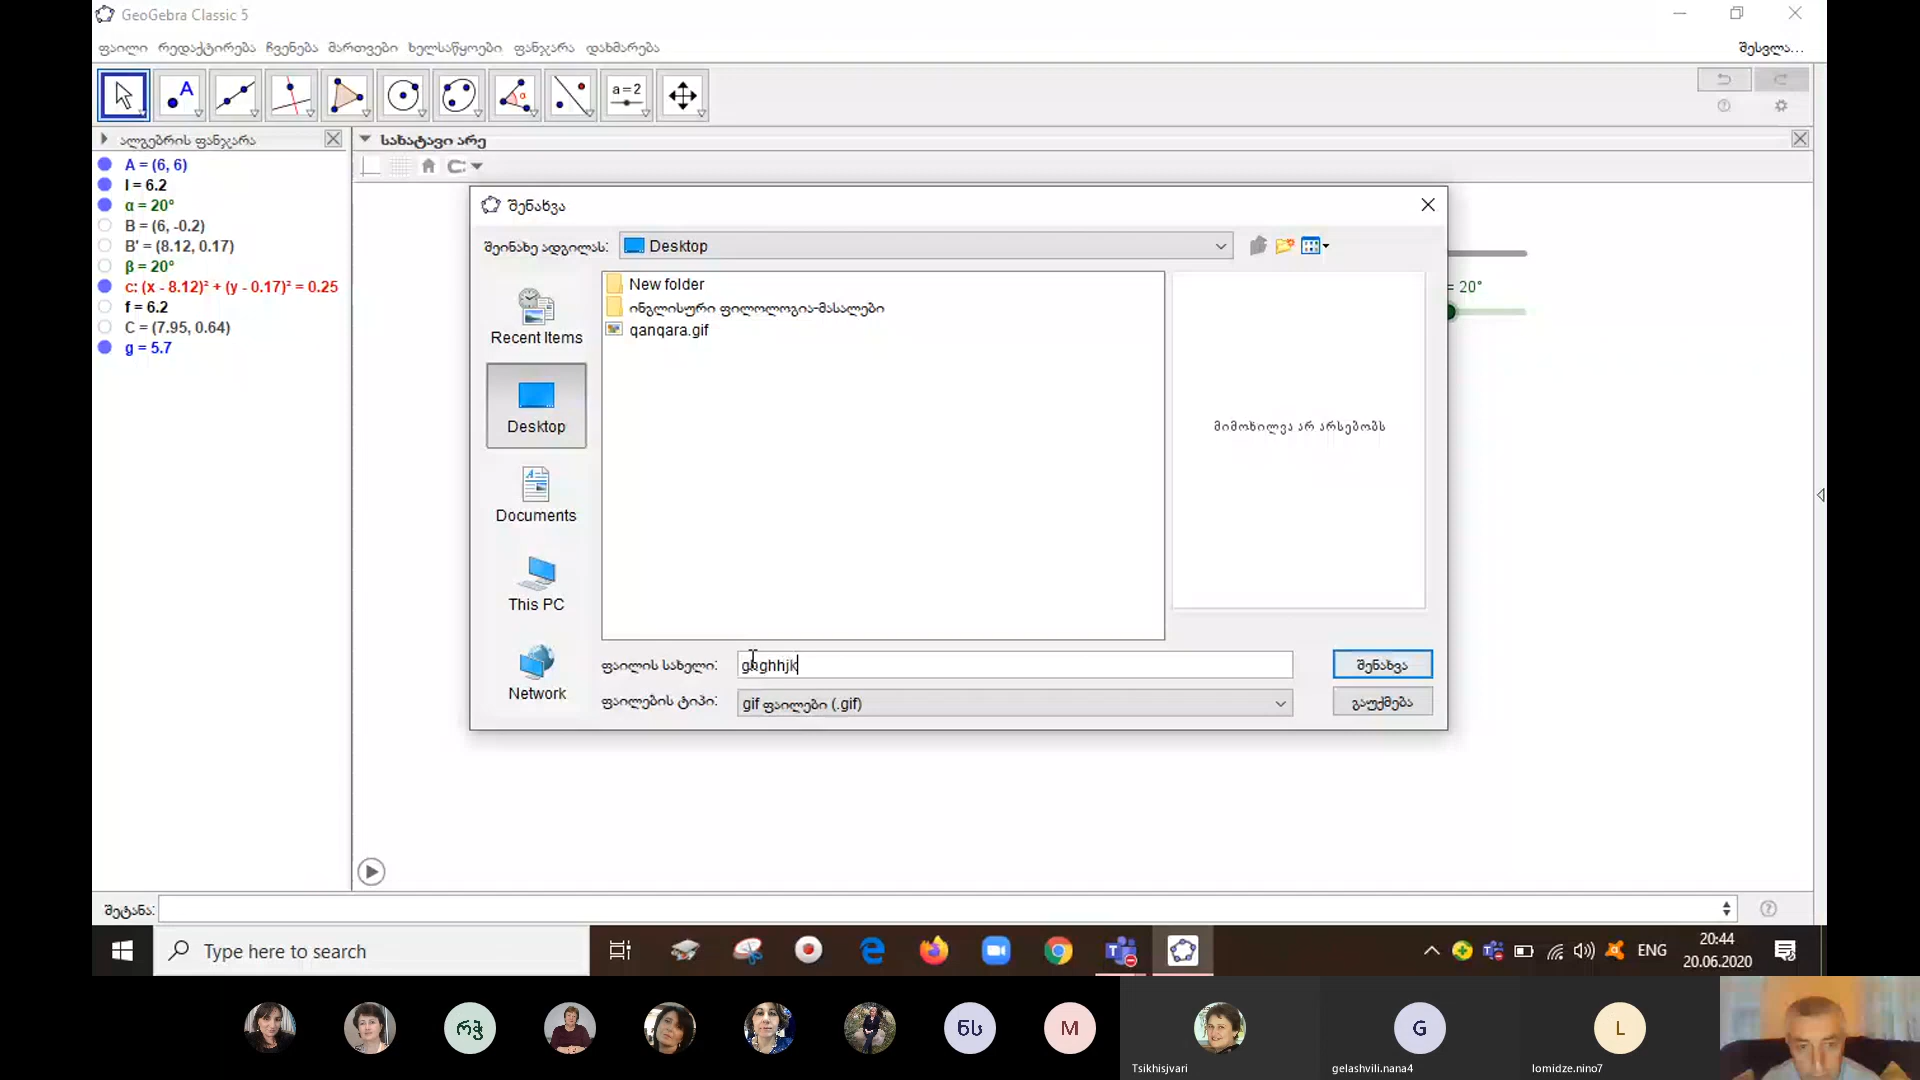 GeoGebra Classic 5
ფაილი რედაქტირება ჩვენება მართვები ხელსაწყოები ფანჯარა დახმარება
შესვლა...
A
α
a = 2
ალგებრის ფანჯარა
სახატავი არე
A = (6, 6)
l = 6.2
α = 20°
B = (6, -0.2)
B' = (8.12, 0.17)
β = 20°
c: (x - 8.12)² + (y - 0.17)² = 0.25
f = 6.2
C = (7.95, 0.64)
g = 5.7
= 20°
შენახვა
შეინახე ადგილას:
Desktop
New folder
ინგლისური ფილოლოგია-მასალები
qanqara.gif
Recent Items
Desktop
Documents
This PC
Network
მიმოხილვა არ არსებობს
ფაილის სახელი:
შენახვა
ფაილების ტიპი:
gif ფაილები (.gif)
გაუქმება
შეტანა:
Type here to search
ENG
20:44
20.06.2020
რჭ
ნს
M
G
L
Tsikhisjvari
gelashvili.nana4
lomidze.nino7